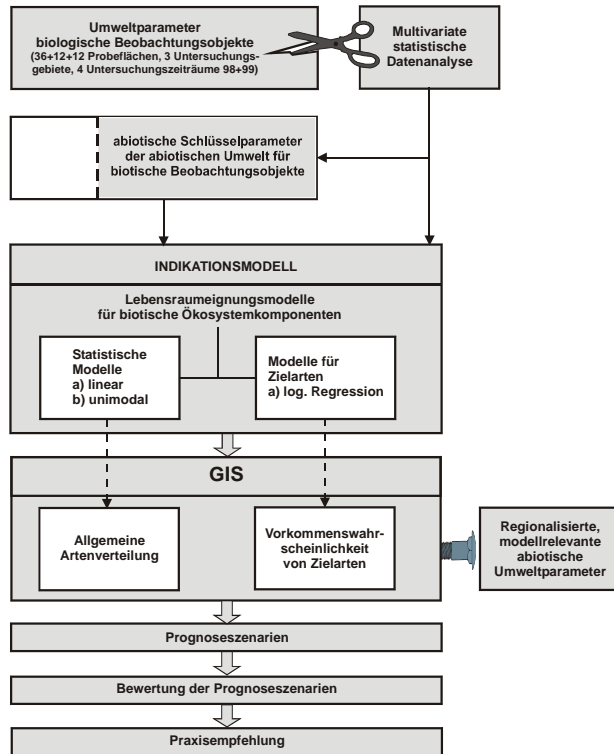 Umweltparameter
biologische Beobachtungsobjekte
(36+12+12 Probeflächen, 3 Untersuchungs-
gebiete, 4 Untersuchungszeiträume 98+99)
Multivariate
statistische
Datenanalyse
abiotische Schlüsselparameter
der abiotischen Umwelt für
biotische Beobachtungsobjekte
INDIKATIONSMODELL
Lebensraumeignungsmodelle
für biotische Ökosystemkomponenten
Statistische
Modelle
a) linear
b) unimodal
Modelle für
Zielarten
a) log. Regression
GIS
Allgemeine
Artenverteilung
Vorkommenswahr-
scheinlichkeit
von Zielarten
Regionalisierte,
modellrelevante
abiotische
Umweltparameter
Prognoseszenarien
Bewertung der Prognoseszenarien
Praxisempfehlung